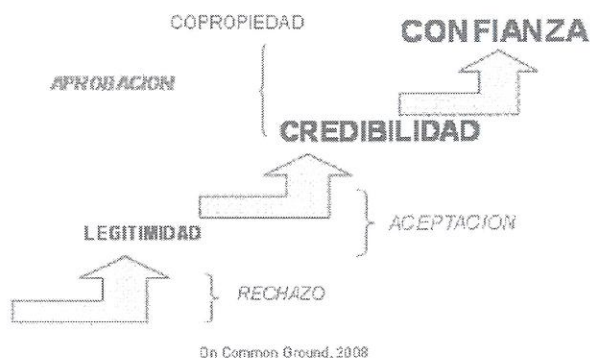 COPROPIEDAD
CONFIANZA
APROBACION
CREDIBILIDAD
ACEPTACION
LEGITIMIDAD
RECHAZO
On Common Ground, 2008